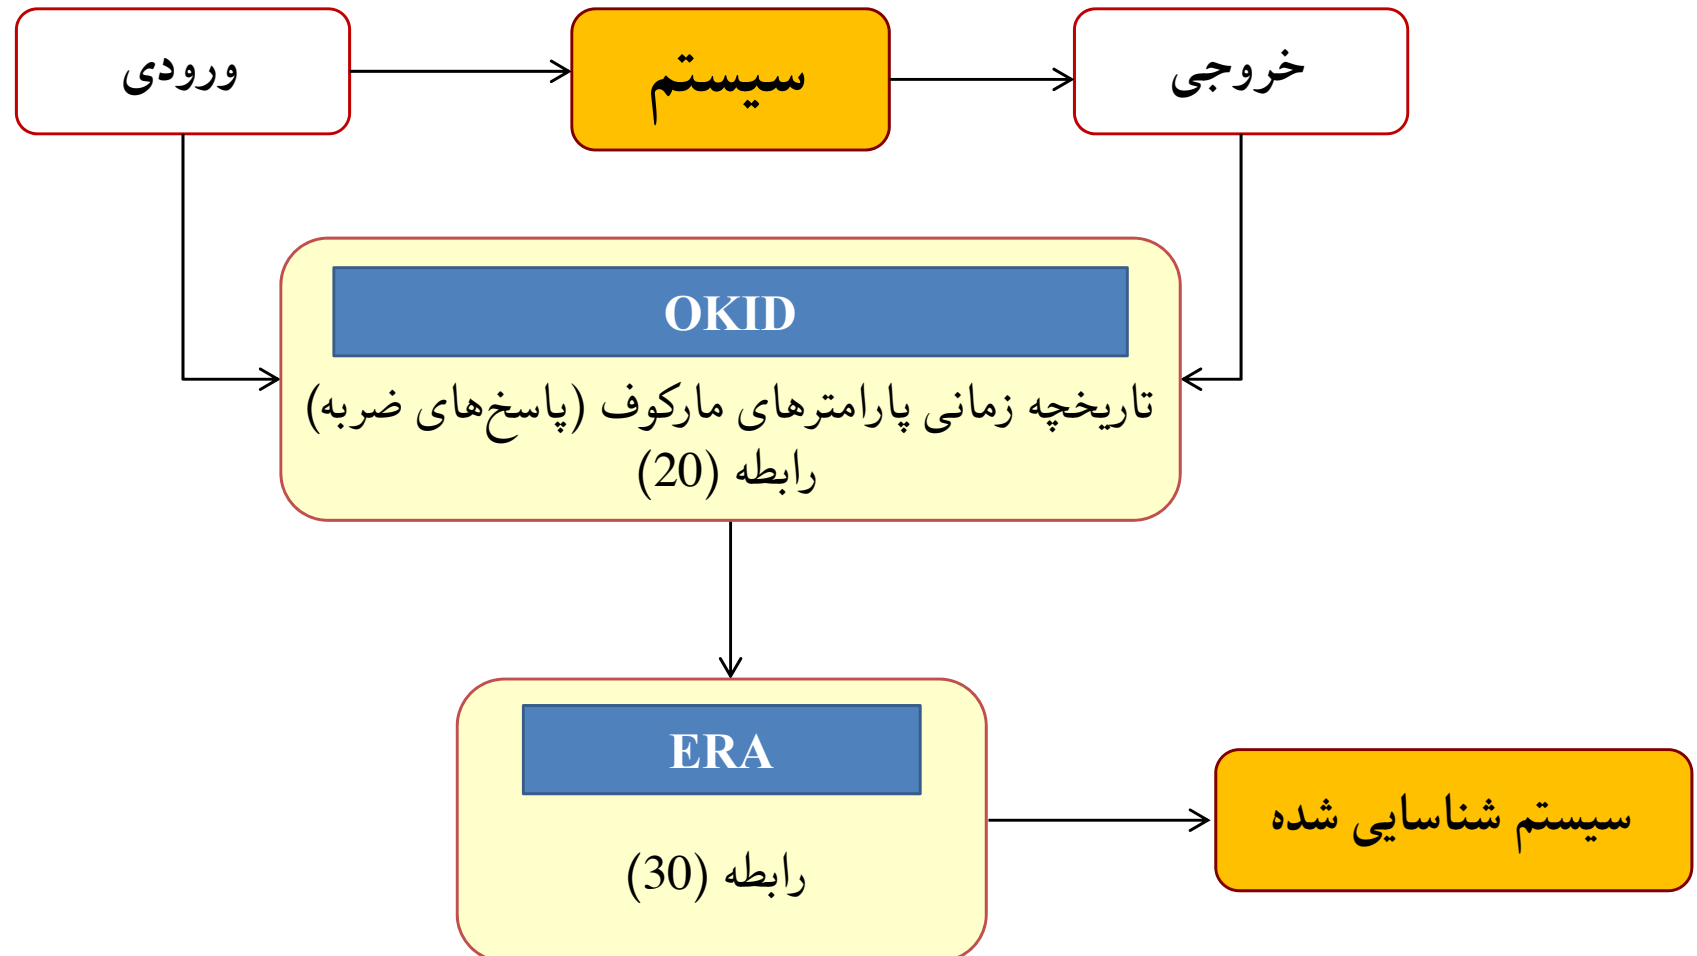 ورودی
سیستم
خروجی
OKID
تاریخچه زمانی پارامترهای مارکوف (پاسخ‌های ضربه)
رابطه (20)
ERA
رابطه (30)
سیستم شناسایی شده